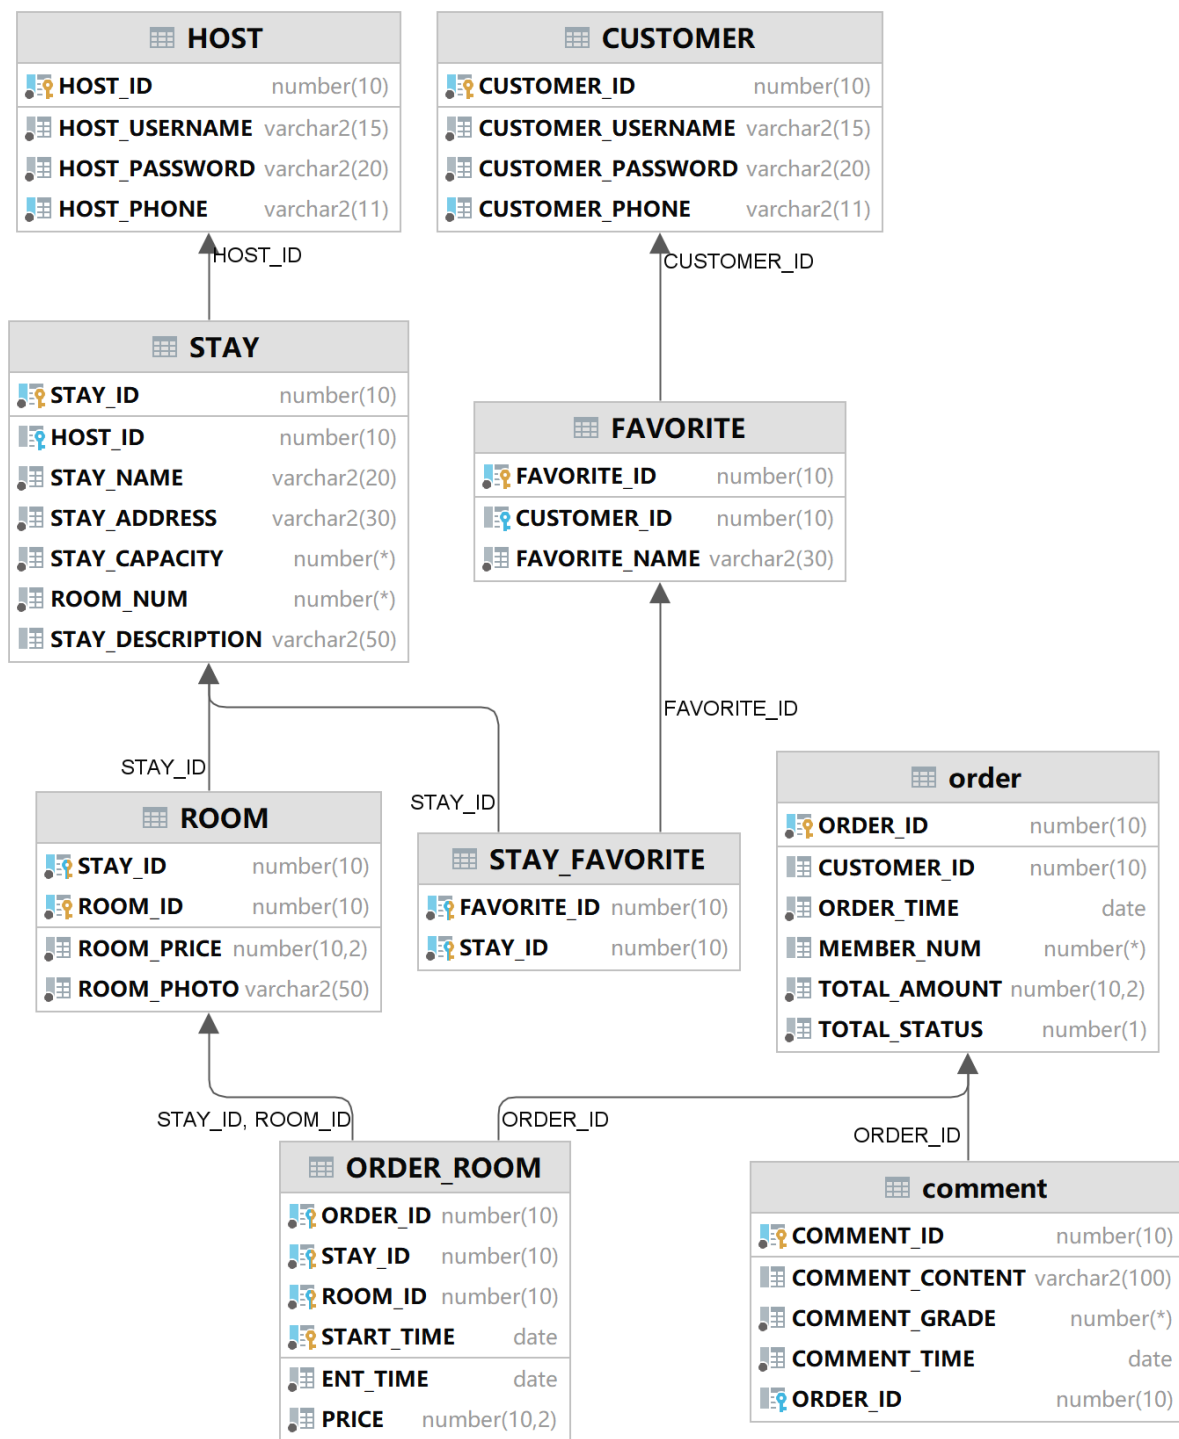 HOST
HOST_ID number(10)
HOST_USERNAME varchar2(15)
HOST_PASSWORD varchar2(20)
HOST_PHONE varchar2(11)
CUSTOMER
CUSTOMER_ID number(10)
CUSTOMER_USERNAME varchar2(15)
CUSTOMER_PASSWORD varchar2(20)
CUSTOMER_PHONE varchar2(11)
HOST_ID
CUSTOMER_ID
STAY
STAY_ID number(10)
HOST_ID number(10)
STAY_NAME varchar2(20)
STAY_ADDRESS varchar2(30)
STAY_CAPACITY number(*)
ROOM_NUM number(*)
STAY_DESCRIPTION varchar2(50)
FAVORITE
FAVORITE_ID number(10)
CUSTOMER_ID number(10)
FAVORITE_NAME varchar2(30)
FAVORITE_ID
STAY_ID
STAY_ID
ROOM
STAY_ID number(10)
ROOM_ID number(10)
ROOM_PRICE number(10,2)
ROOM_PHOTO varchar2(50)
STAY_FAVORITE
FAVORITE_ID number(10)
STAY_ID number(10)
order
ORDER_ID number(10)
CUSTOMER_ID number(10)
ORDER_TIME date
MEMBER_NUM number(*)
TOTAL_AMOUNT number(10,2)
TOTAL_STATUS number(1)
STAY_ID, ROOM_ID
ORDER_ID
ORDER_ID
ORDER_ROOM
ORDER_ID number(10)
STAY_ID number(10)
ROOM_ID number(10)
START_TIME date
ENT_TIME date
PRICE number(10,2)
comment
COMMENT_ID number(10)
COMMENT_CONTENT varchar2(100)
COMMENT_GRADE number(*)
COMMENT_TIME date
ORDER_ID number(10)